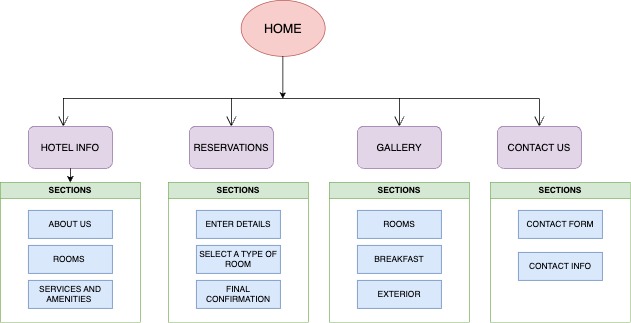 HOME
HOTEL INFO
RESERVATIONS
GALLERY
CONTACT US
SECTIONS
ABOUT US
ROOMS
SERVICES AND
AMENITIES
SECTIONS
ENTER DETAILS
SELECT A TYPE OF
ROOM
FINAL
CONFIRMATION
SECTIONS
ROOMS
BREAKFAST
EXTERIOR
SECTIONS
CONTACT FORM
CONTACT INFO